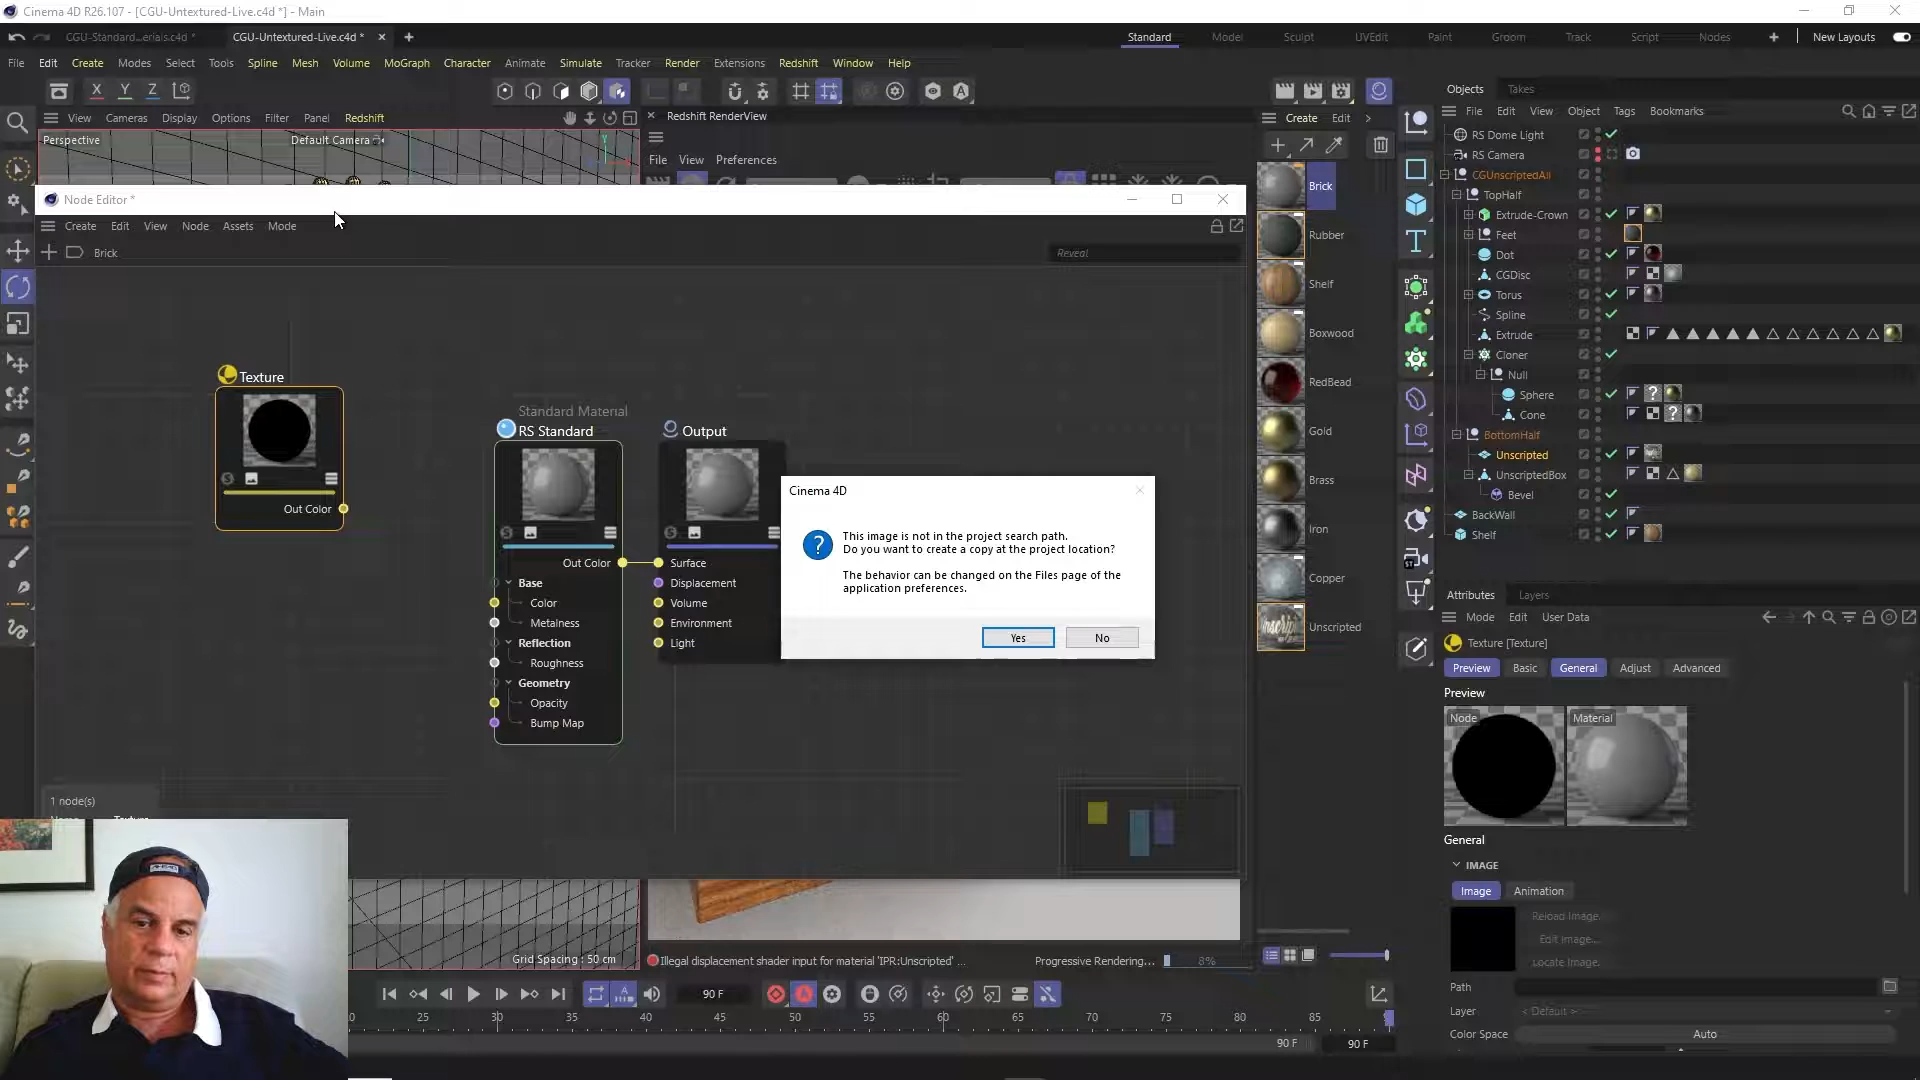 Cinema 4D R26.107 - [CGU-Untextured-Live.c4d *] - Main
CGU-Standard...erials.c4d *
CGU-Untextured-Live.c4d *
Standard
Model
Sculpt
UVEdit
Paint
Groom
Track
Script
Nodes
New Layouts
File Edit Create Modes Select Tools Spline Mesh Volume MoGraph Character Animate Simulate Tracker Render Extensions Redshift Window Help
X Y Z
View Cameras Display Options Filter Panel Redshift
Perspective
Default Camera
Redshift RenderView
File View Preferences
Node Editor *
Create Edit View Node Assets Mode
Brick
Reveal
Texture
Out Color
Standard Material
RS Standard
Out Color
Base
Color
Metalness
Reflection
Roughness
Geometry
Opacity
Bump Map
Output
Surface
Displacement
Volume
Environment
Light
Cinema 4D
This image is not in the project search path.
Do you want to create a copy at the project location?
The behavior can be changed on the Files page of the
application preferences.
Yes
No
1 node(s)
Grid Spacing : 50 cm
Illegal displacement shader input for material 'IPR:Unscripted' ...
Progressive Rendering...
8%
90 F
20 25 30 35 40 45 50 55 60 65 70 75 80 85
90 F
90 F
Create Edit
Brick
Rubber
Shelf
Boxwood
RedBead
Gold
Brass
Iron
Copper
Unscripted
Objects
Takes
File Edit View Object Tags Bookmarks
RS Dome Light
RS Camera
CGUnscriptedAll
TopHalf
Extrude-Crown
Feet
Dot
CGDisc
Torus
Spline
Extrude
Cloner
Null
Sphere
Cone
BottomHalf
Unscripted
UnscriptedBox
Bevel
BackWall
Shelf
Attributes
Layers
Mode Edit User Data
Texture [Texture]
Preview
Basic
General
Adjust
Advanced
Preview
Node
Material
General
IMAGE
Image
Animation
Reload Image.
Edit Image...
Locate Image.
Path
Layer
< Default >
Color Space
Auto